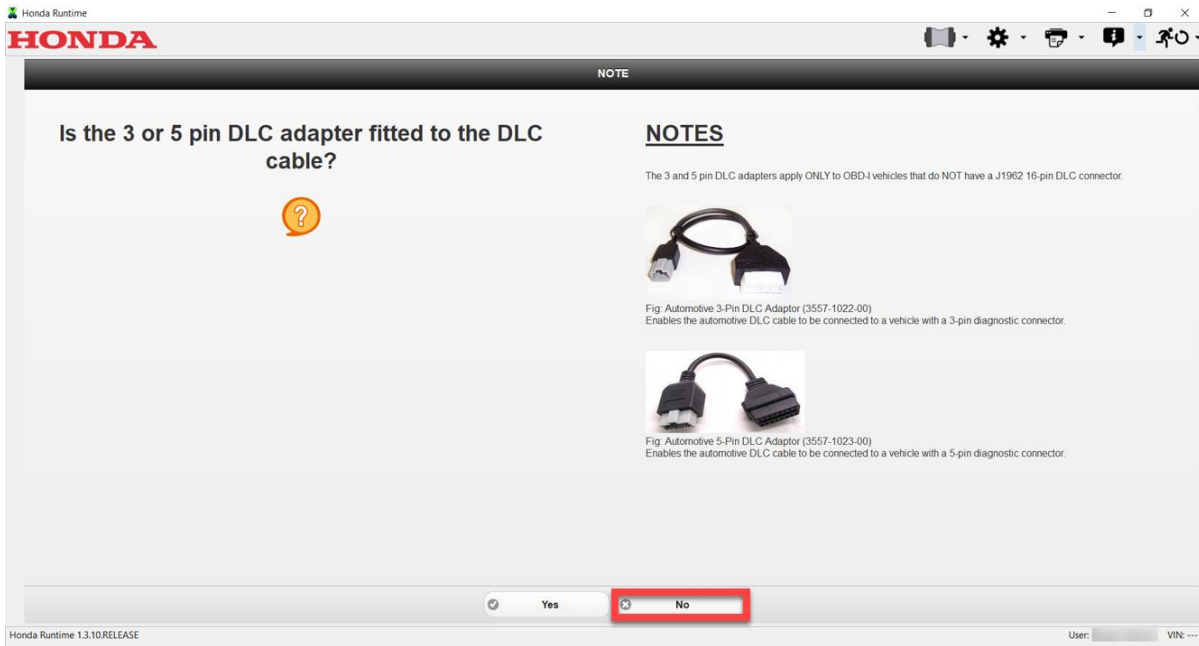 Honda Runtime
HONDA
NOTE
Is the 3 or 5 pin DLC adapter fitted to the DLC
cable?
NOTES
The 3 and 5 pin DLC adapters apply ONLY to OBD-I vehicles that do NOT have a J1962 16-pin DLC connector.
Fig: Automotive 3-Pin DLC Adaptor (3557-1022-00)
Enables the automotive DLC cable to be connected to a vehicle with a 3-pin diagnostic connector.
Fig: Automotive 5-Pin DLC Adaptor (3557-1023-00)
Enables the automotive DLC cable to be connected to a vehicle with a 5-pin diagnostic connector.
Yes
No
Honda Runtime 1.3.10.RELEASE
User:
VIN: ---